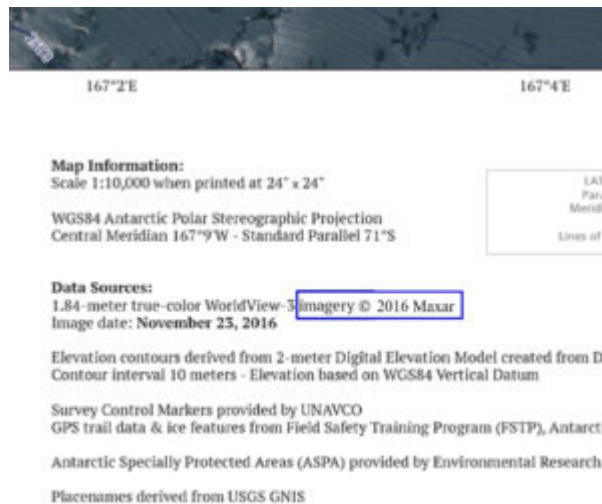 167°2'E
167°4'E
Map Information:
Scale 1:10,000 when printed at 24" x 24"
WGS84 Antarctic Polar Stereographic Projection
Central Meridian 167°9'W - Standard Parallel 71°S
LAT
Para
Meridi
Lines of
Data Sources:
1.84-meter true-color WorldView-3 imagery © 2016 Maxar
Image date: November 23, 2016
Elevation contours derived from 2-meter Digital Elevation Model created from D
Contour interval 10 meters - Elevation based on WGS84 Vertical Datum
Survey Control Markers provided by UNAVCO
GPS trail data & ice features from Field Safety Training Program (FSTP), Antarct
Antarctic Specially Protected Areas (ASPA) provided by Environmental Research
Placenames derived from USGS GNIS